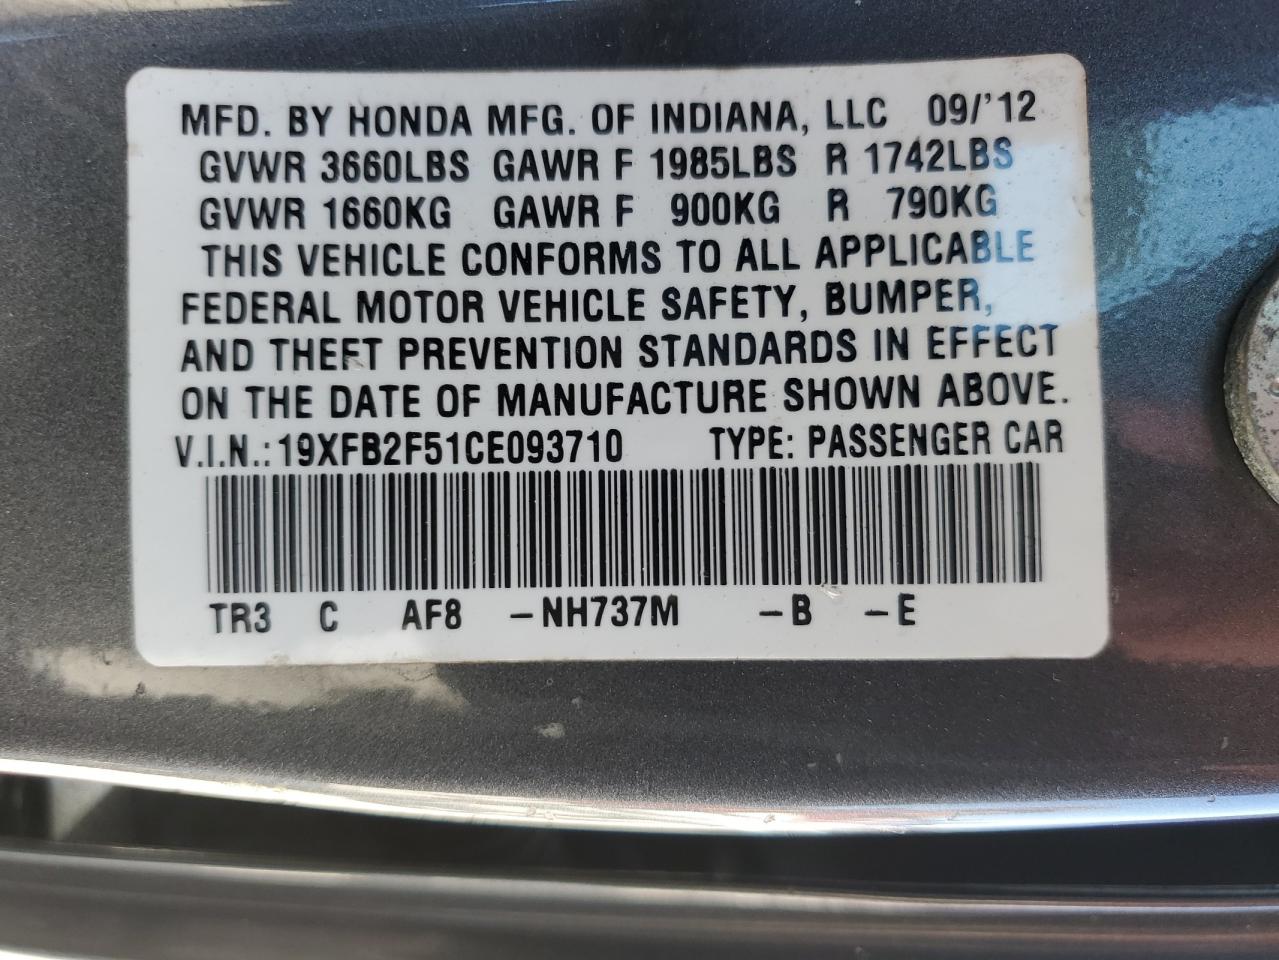 MFD. BY HONDA MFG. OF INDIANA, LLC 09/'12
GVWR 3660LBS GAWR F 1985LBS R 1742LBS
GVWR 1660KG GAWR F 900KG R 790KG
THIS VEHICLE CONFORMS TO ALL APPLICABLE
FEDERAL MOTOR VEHICLE SAFETY, BUMPER,
AND THEFT PREVENTION STANDARDS IN EFFECT
ON THE DATE OF MANUFACTURE SHOWN ABOVE.
V.I.N.: 19XFB2F51CE093710 TYPE: PASSENGER CAR
TR3 C AF8 –NH737M –B –E